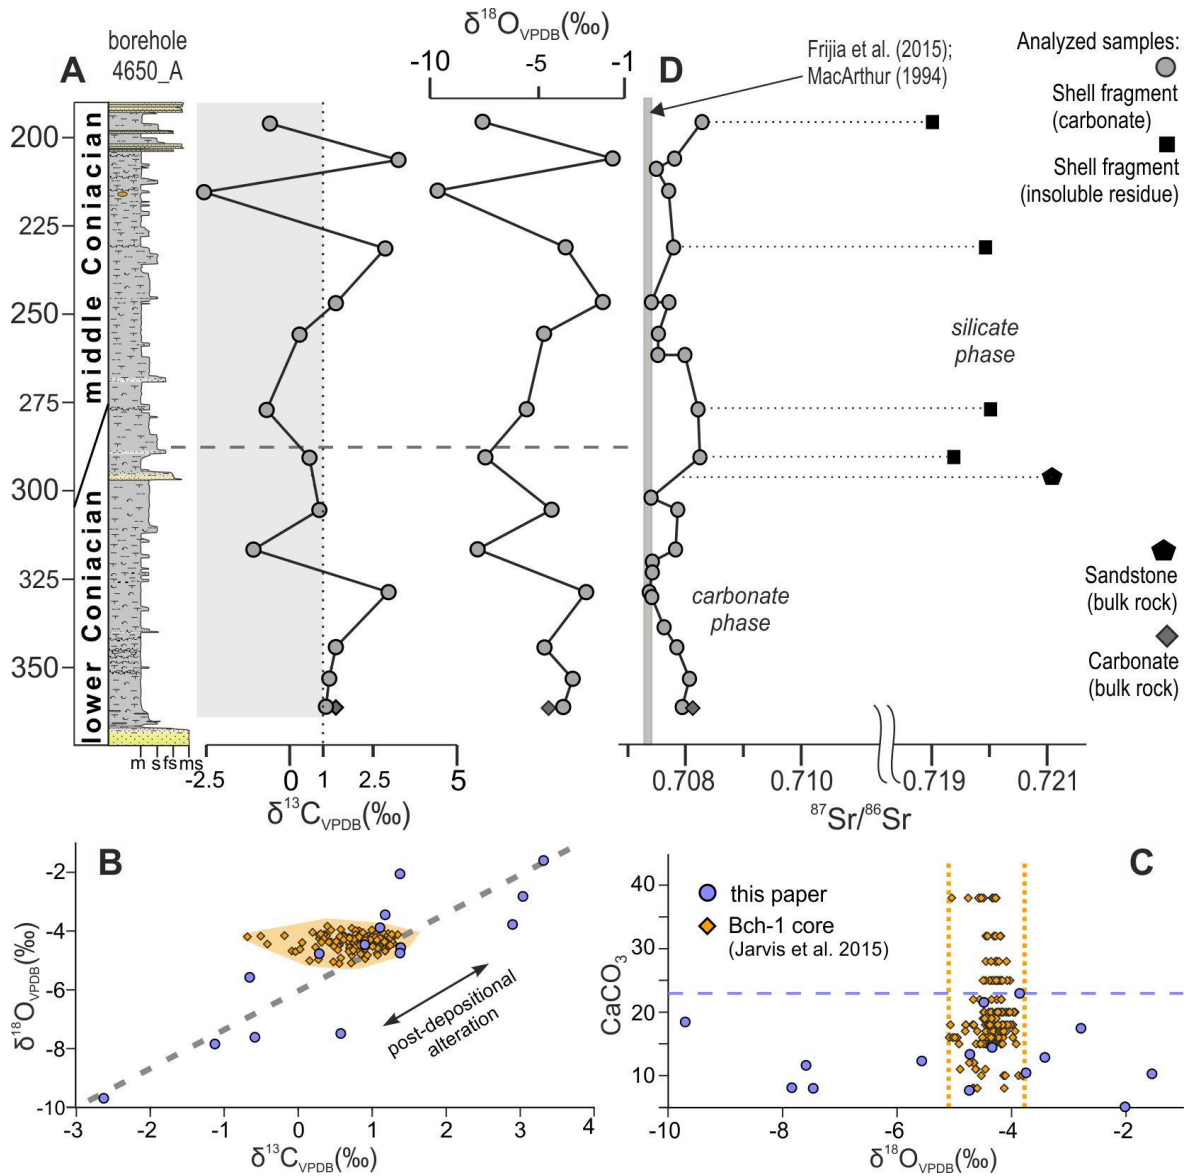 A
borehole
4650_A
δ18OVPDB(‰)
-10
-5
-1
D
Frijia et al. (2015);
MacArthur (1994)
Analyzed samples:
Shell fragment
(carbonate)
Shell fragment
(insoluble residue)
200
225
250
275
300
325
350
middle Coniacian
lower Coniacian
silicate
phase
carbonate
phase
Sandstone
(bulk rock)
Carbonate
(bulk rock)
m s fs ms
-2.5
0
1
2.5
5
δ13CVPDB(‰)
0.708
0.710
0.719
0.721
87Sr/86Sr
B
-2
-4
-6
-8
-10
δ18OVPDB(‰)
post-depositional
alteration
-3
-2
-1
0
1
2
3
4
δ13CVPDB(‰)
C
this paper
Bch-1 core
(Jarvis et al. 2015)
CaCO3
40
30
20
10
-10
-8
-6
-4
-2
δ18OVPDB(‰)